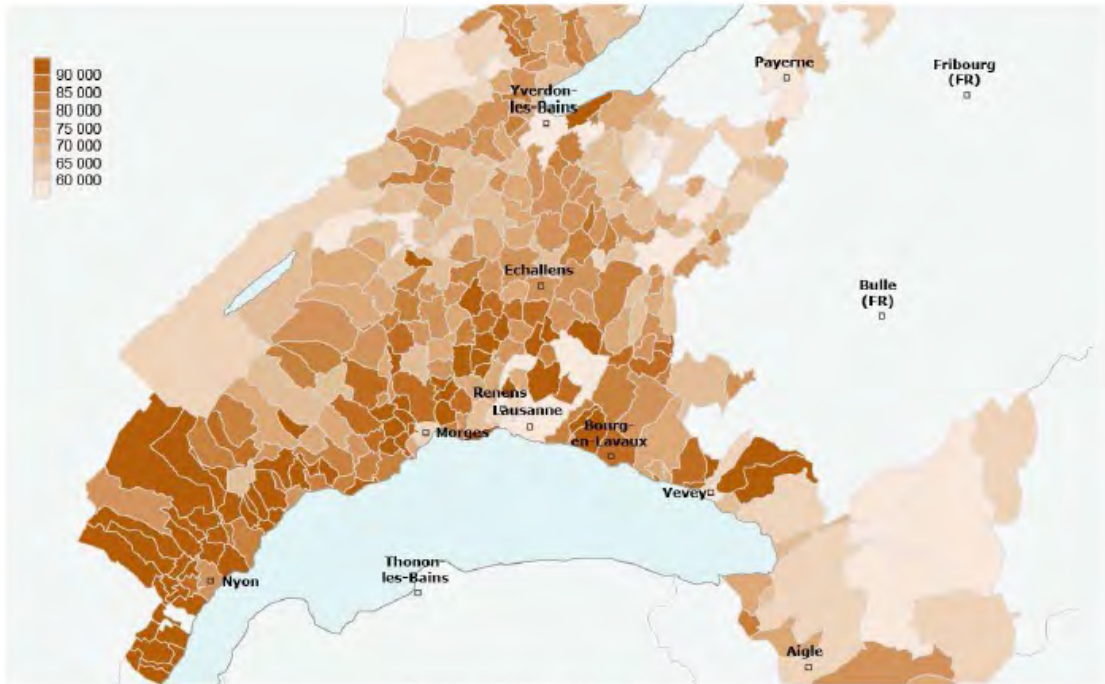 90 000
85 000
80 000
75 000
70 000
65 000
60 000
Payerne
Fribourg
(FR)
Yverdon-
les-Bains
Echallens
Bulle
(FR)
Renens
Lausanne
Morges
Bourg-
en-Lavaux
Vevey
Thonon-
les-Bains
Nyon
Aigle